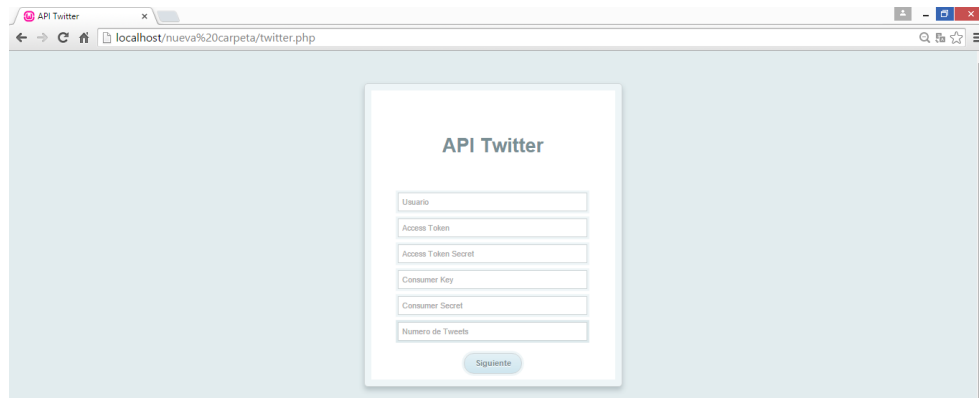 API Twitter
localhost/nueva%20carpeta/twitter.php
API Twitter
Usuario
Access Token
Access Token Secret
Consumer Key
Consumer Secret
Numero de Tweets
Siguiente